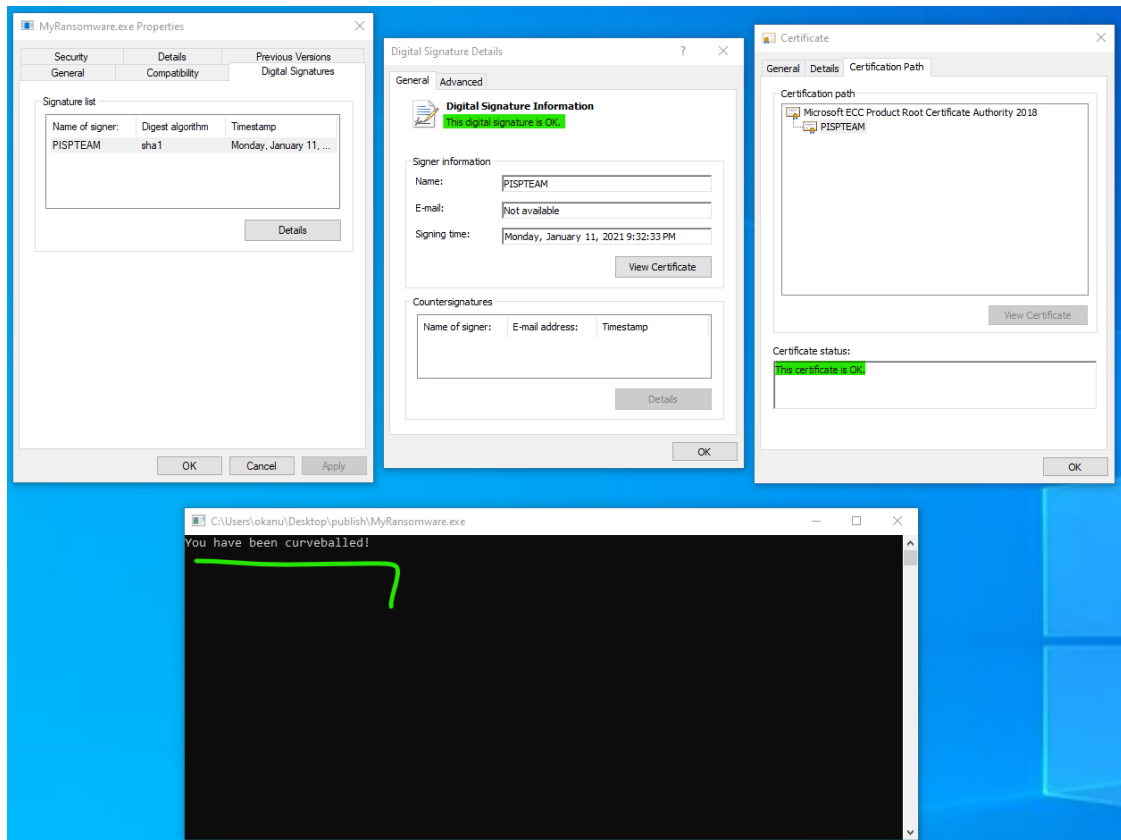 MyRansomware.exe Properties
Security Details Previous Versions
General Compatibility Digital Signatures
Signature list
Name of signer: Digest algorithm Timestamp
PISPTEAM sha1 Monday, January 11, ...
Details
OK Cancel Apply
Digital Signature Details ?
General Advanced
Digital Signature Information
This digital signature is OK.
Signer information
Name: PISPTEAM
E-mail: Not available
Signing time: Monday, January 11, 2021 9:32:33 PM
View Certificate
Countersignatures
Name of signer: E-mail address: Timestamp
Details
OK
Certificate
General Details Certification Path
Certification path
Microsoft ECC Product Root Certificate Authority 2018
PISPTEAM
View Certificate
Certificate status:
This certificate is OK.
OK
C:\Users\okanu\Desktop\publish\MyRansomware.exe
You have been curveballed!